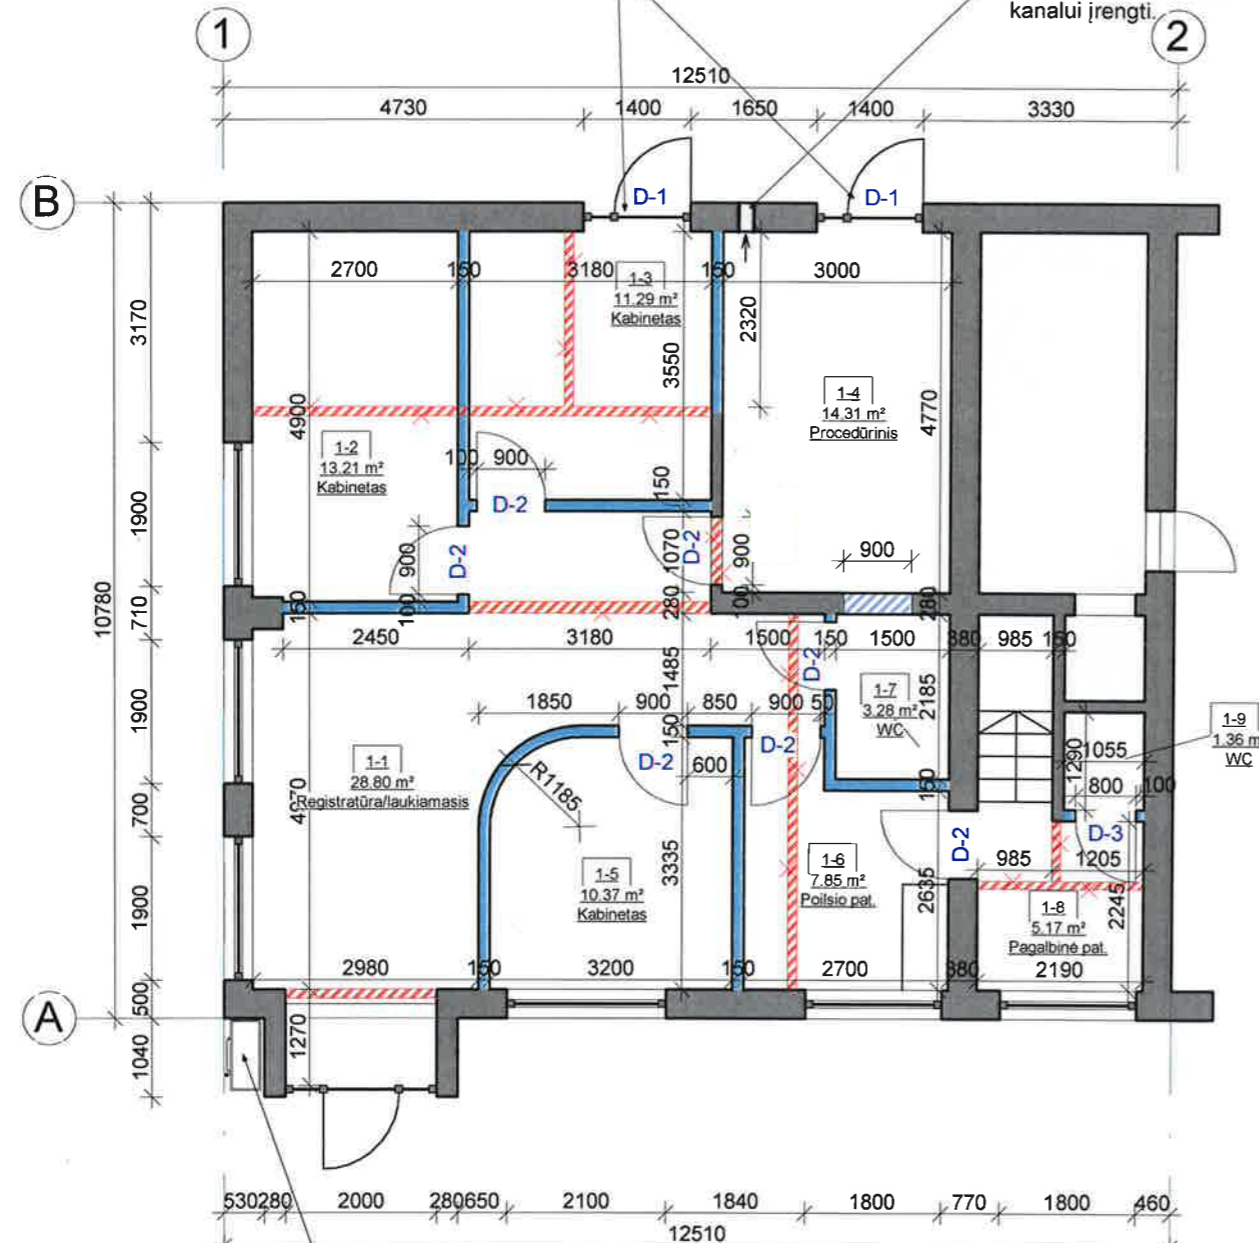 kanalui įrengti.
1
2
12510
4730 1400 1650 1400 3330
B
D-1 D-1
2700 150 3180 150 3000
1-3
11.29 m²
Kabinetas
2320
3550
3170
4900
4770
1-4
14.31 m²
Procedūrinis
1-2
13.21 m²
Kabinetas
100 900
150
D-2
1900
900
D-2
1070
D-2
900
900
10780
150
100
280
100
280
710
2450 3180 1500 150 1500 380 985 150
1485
D-2
1-7
3.28 m²
WC
2185
1850 900 850 900 50
1900
150
D-2
D-2
600
1-9
1.36 m
WC
1290
1055
800 100
1-1
28.80 m²
Registratūra/laukiamasis
4970
R1185
150
700
D-2
D-3
985 1205
3335
1-6
7.85 m²
Poilsio pat.
2635
1-5
10.37 m²
Kabinetas
1-8
5.17 m²
Pagalbinė pat.
2245
1900
2980 150 3200 150 2700 380 2190
500
A
1270
1040
530 280 2000 280 650 2100 1840 1800 770 1800 460
12510